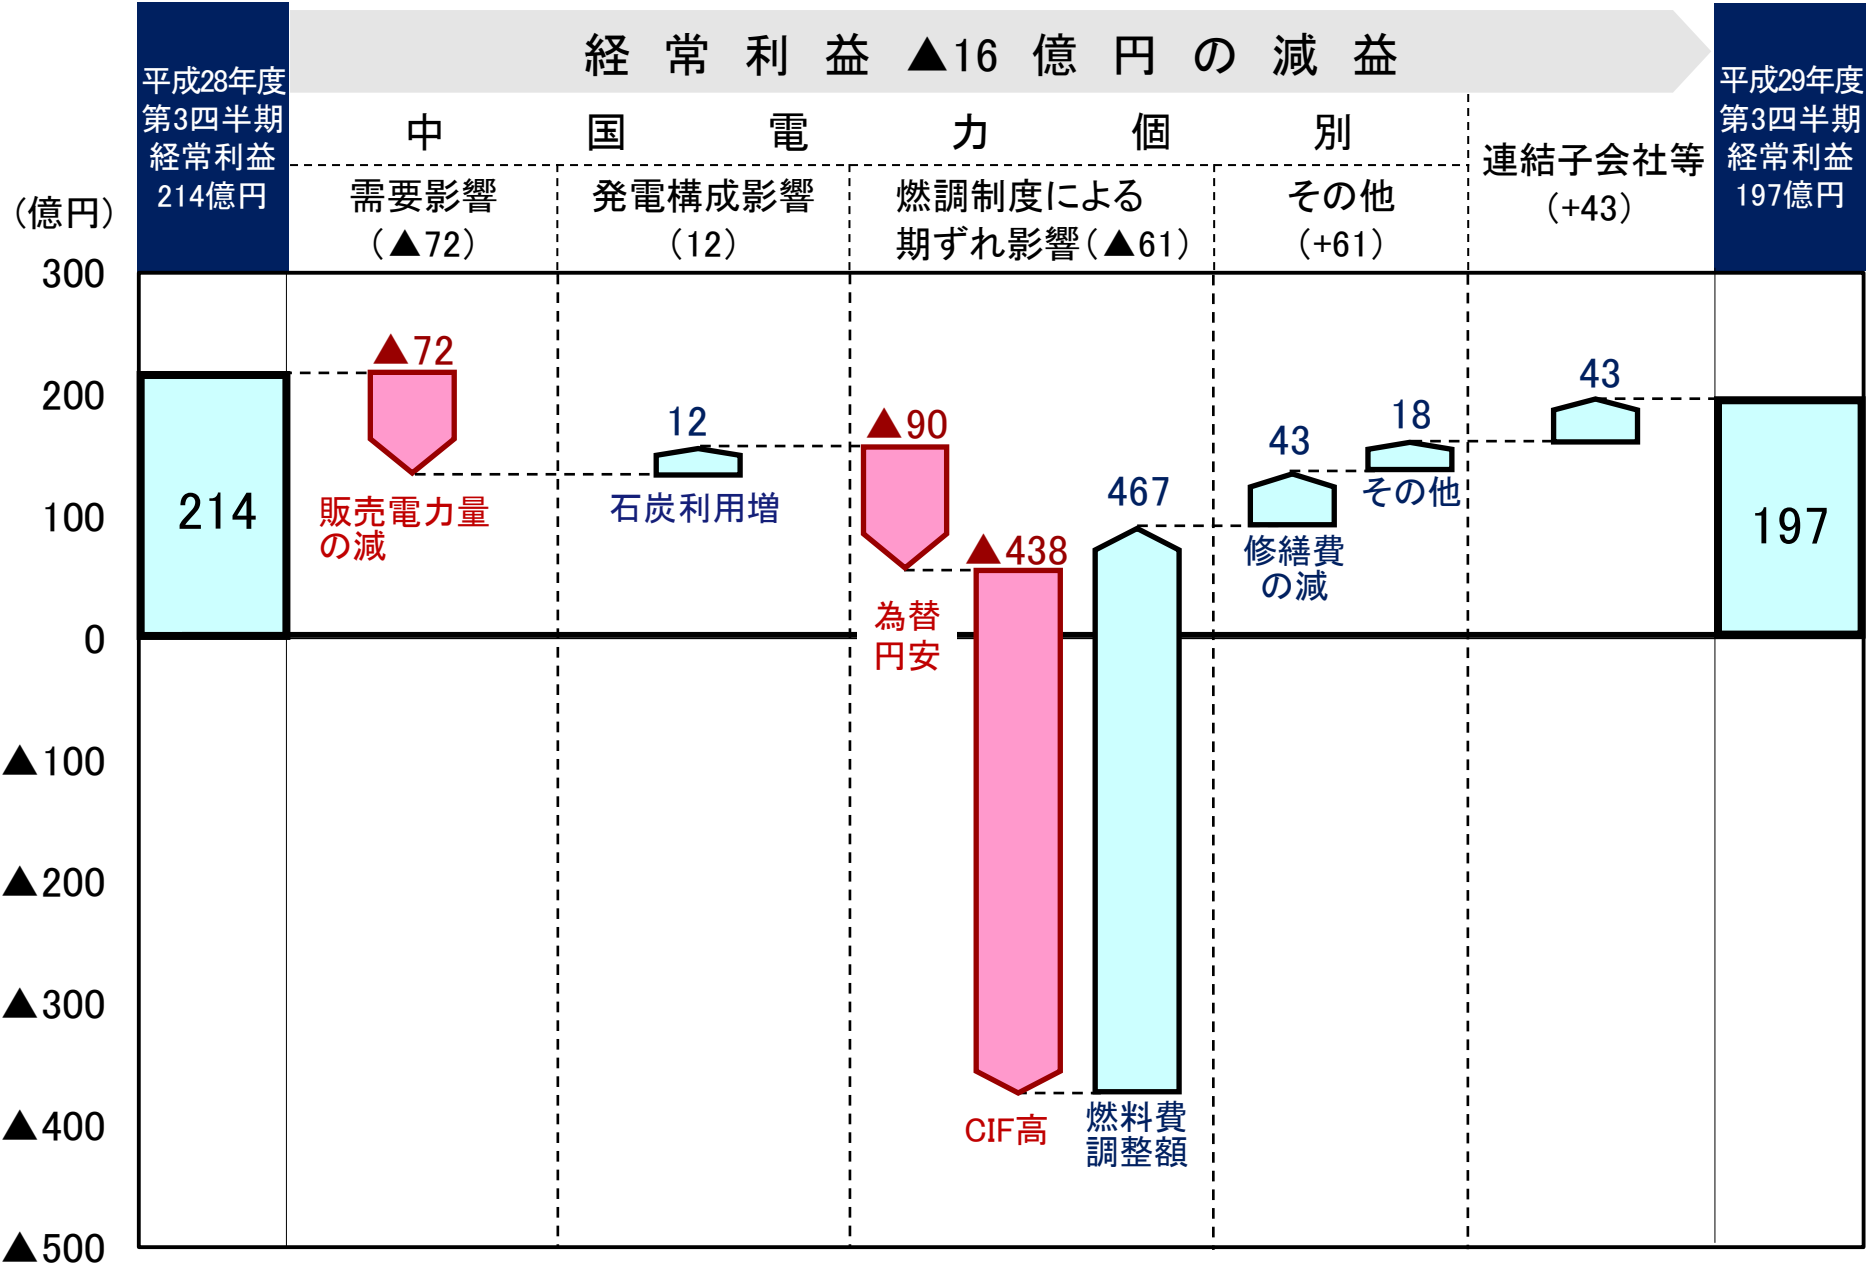 経常利益▲16億円の減益
平成28年度
第3四半期
経常利益
214億円
平成29年度
第3四半期
経常利益
197億円
中国電力個別
連結子会社等
(+43)
需要影響
(▲72)
発電構成影響
(12)
燃調制度による
期ずれ影響(▲61)
その他
(+61)
(億円)
300
200
100
0
▲100
▲200
▲300
▲400
▲500
214
▲72
販売電力量
の減
12
石炭利用増
▲90
為替
円安
▲438
CIF高
467
燃料費
調整額
43
修繕費
の減
18
その他
43
197